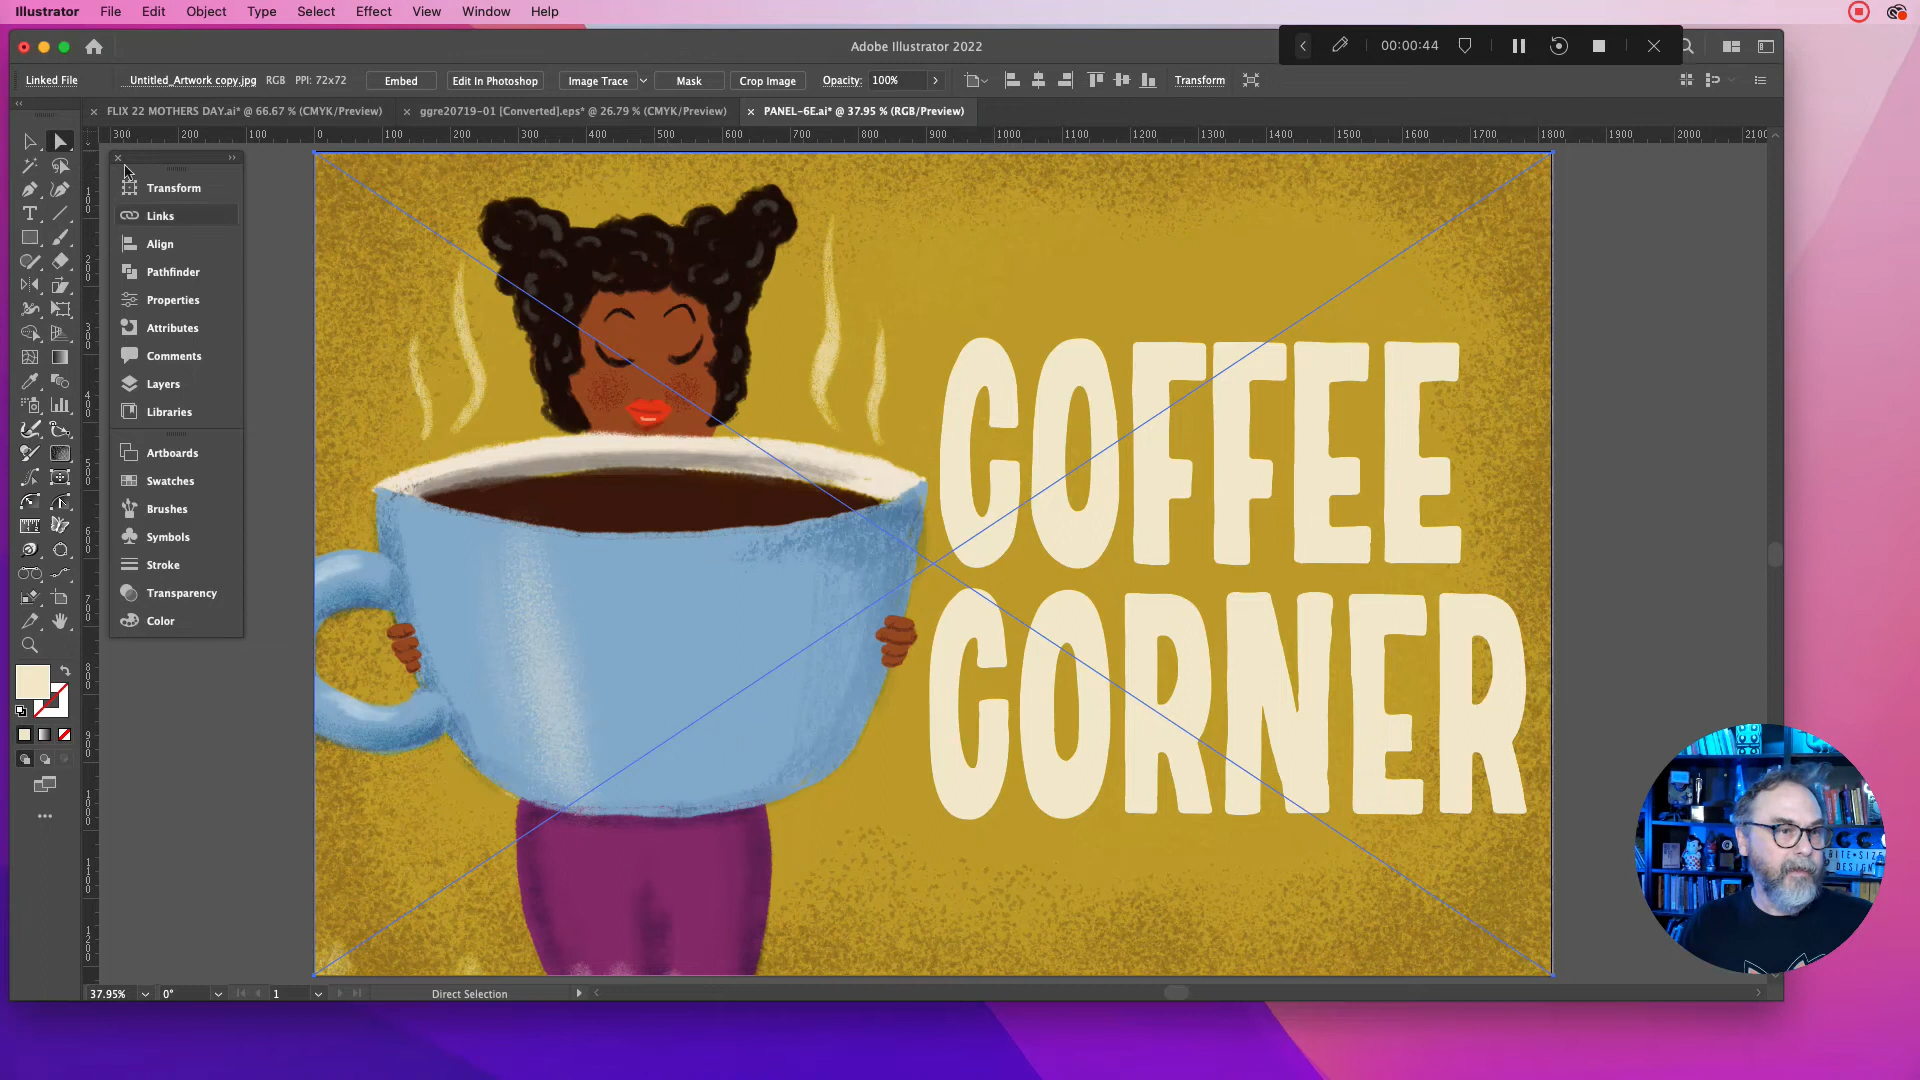 Illustrator File Edit Object Type Select Effect View Window Help
Adobe Illustrator 2022
00:00:44
Linked File Untitled_Artwork copy.jpg RGB PPI: 72x72 Embed Edit In Photoshop Image Trace Mask Crop Image Opacity: 100% Transform
FLIX 22 MOTHERS DAY.ai* @ 66.67 % (CMYK/Preview) ggre20719-01 [Converted].eps* @ 26.79 % (CMYK/Preview) PANEL-6E.ai* @ 37.95 % (RGB/Preview)
300 200 100 0 100 200 300 400 500 600 700 800 900 1000 1100 1200 1300 1400 1500 1600 1700 1800 1900 2000 2100
Transform
Links
Align
Pathfinder
Properties
Attributes
Comments
Layers
Libraries
Artboards
Swatches
Brushes
Symbols
Stroke
Transparency
Color
COFFEE
CORNER
BITE★SIZE
DESIGN
37.95% 0° 1 Direct Selection